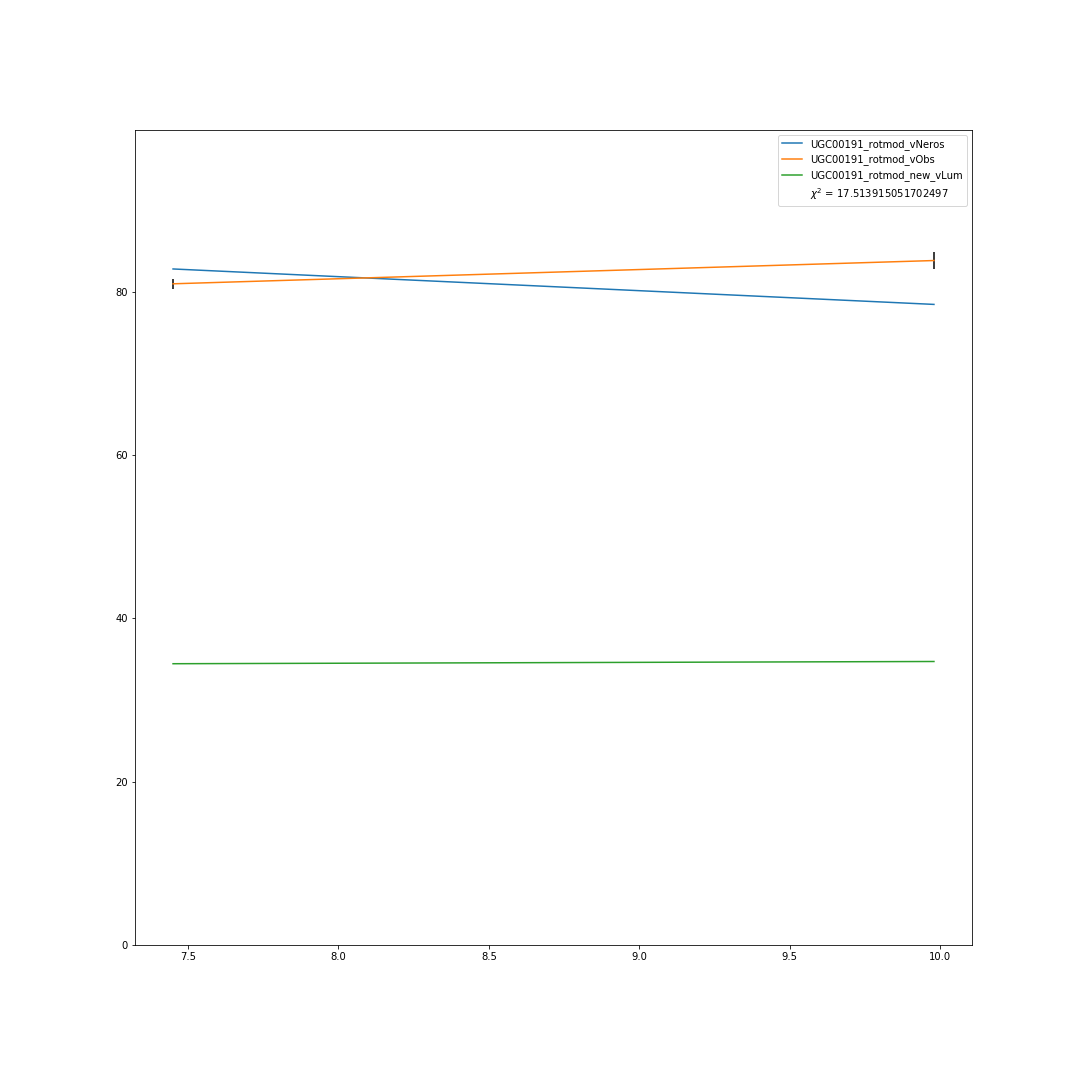 UGC00191_rotmod_vNeros
UGC00191_rotmod_vObs
UGC00191_rotmod_new_vLum
χ² = 17.513915051702497
80
60
40
20
0
7.5 8.0 8.5 9.0 9.5 10.0